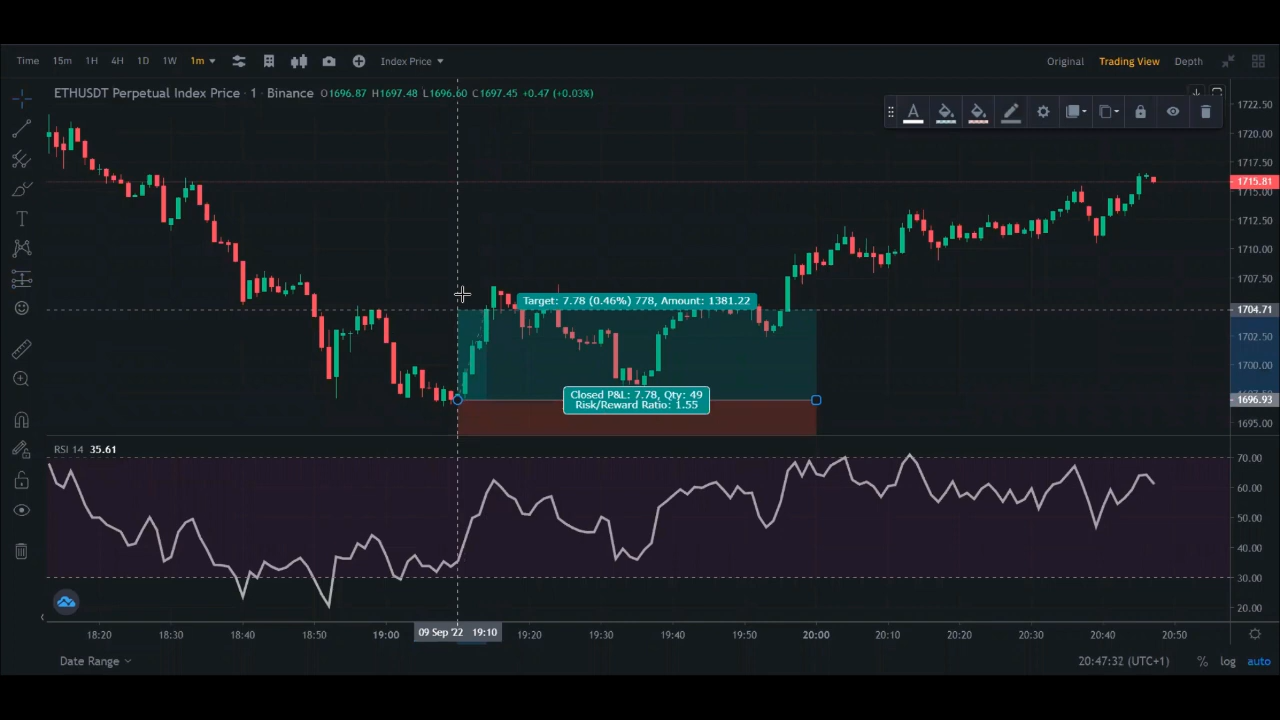 Time 15m 1H 4H 1D 1W 1m Index Price Original Trading View Depth
ETHUSDT Perpetual Index Price · 1 · Binance O1696.87 H1697.48 L1696.60 C1697.45 +0.47 (+0.03%)
1722.50
1720.00
1717.50
1715.81
1715.00
1712.50
1710.00
1707.50
Target: 7.78 (0.46%) 778, Amount: 1381.22
1704.71
1702.50
1700.00
Closed P&L: 7.78, Qty: 49
Risk/Reward Ratio: 1.55
1696.93
1695.00
RSI 14 35.61
70.00
60.00
50.00
40.00
30.00
20.00
18:20 18:30 18:40 18:50 19:00 09 Sep '22 19:10 19:20 19:30 19:40 19:50 20:00 20:10 20:20 20:30 20:40 20:50
Date Range 20:47:32 (UTC+1) % log auto